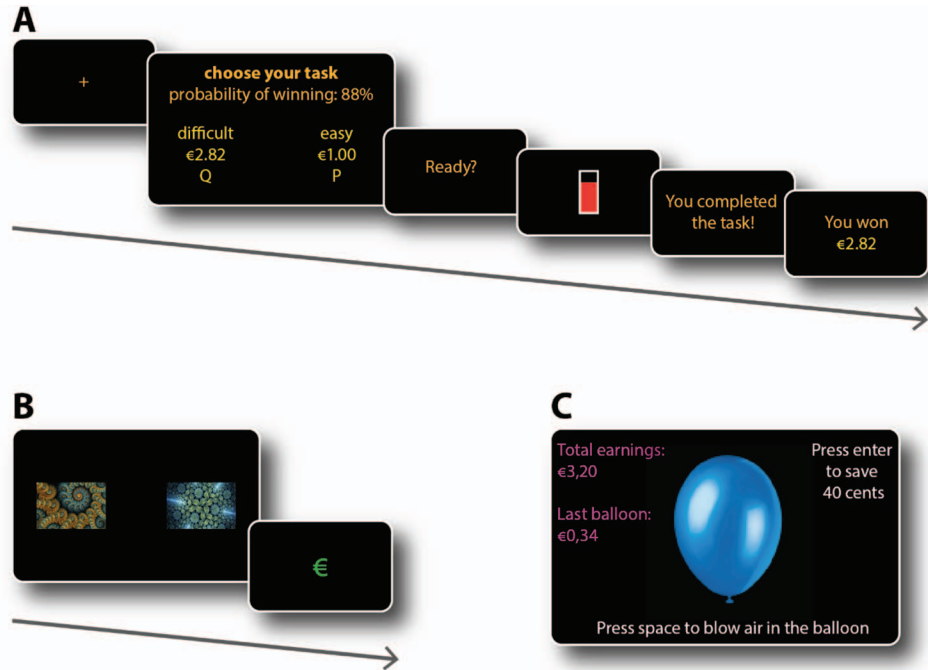 A
+
choose your task
probability of winning: 88%
difficult
€2.82
Q
easy
€1.00
P
Ready?
You completed
the task!
You won
€2.82
B
€
C
Total earnings:
€3,20
Last balloon:
€0,34
Press enter
to save
40 cents
Press space to blow air in the balloon